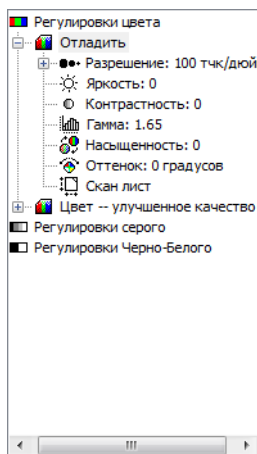 Регулировки цвета
Отладить
Разрешение: 100 тчк/дюй
Яркость: 0
Контрастность: 0
Гамма: 1.65
Насыщенность: 0
Оттенок: 0 градусов
Скан лист
Цвет -- улучшенное качество
Регулировки серого
Регулировки Черно-Белого